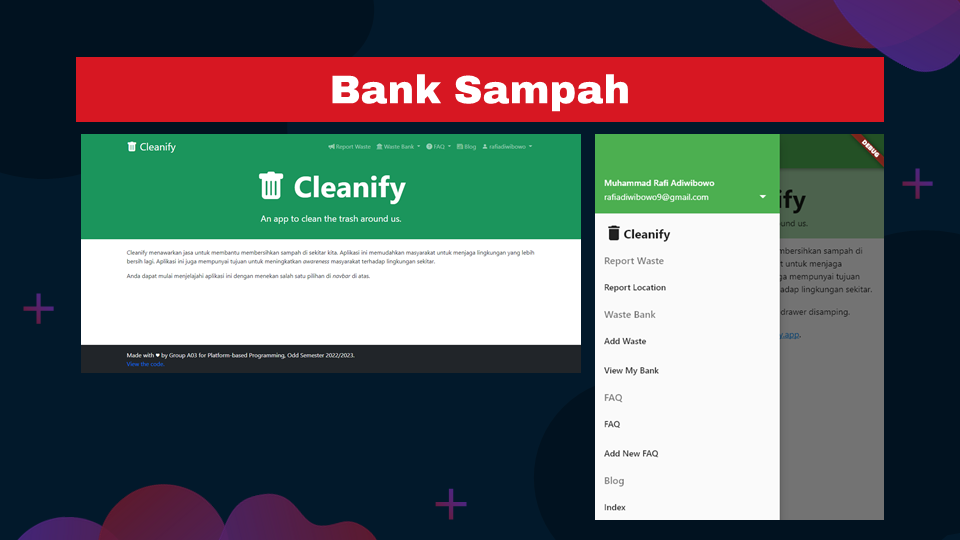 Bank Sampah
Cleanify
Report Waste Waste Bank FAQ Blog rafiadiwibowo
Cleanify
An app to clean the trash around us.
Cleanify menawarkan jasa untuk membantu membersihkan sampah di sekitar kita. Aplikasi ini memudahkan masyarakat untuk menjaga lingkungan yang lebih
bersih lagi. Aplikasi ini juga mempunyai tujuan untuk meningkatkan awareness masyarakat terhadap lingkungan sekitar.
Anda dapat mulai menjelajahi aplikasi ini dengan menekan salah satu pilihan di navbar di atas.
Made with ♥ by Group A03 for Platform-based Programming, Odd Semester 2022/2023.
View the code.
DEBUG
Muhammad Rafi Adiwibowo
rafiadiwibowo9@gmail.com
Cleanify
Report Waste
Report Location
Waste Bank
Add Waste
View My Bank
FAQ
FAQ
Add New FAQ
Blog
Index
ify
und us.
mbersihkan sampah di
t untuk menjaga
ga mempunyai tujuan
adap lingkungan sekitar.
drawer disamping.
y.app.